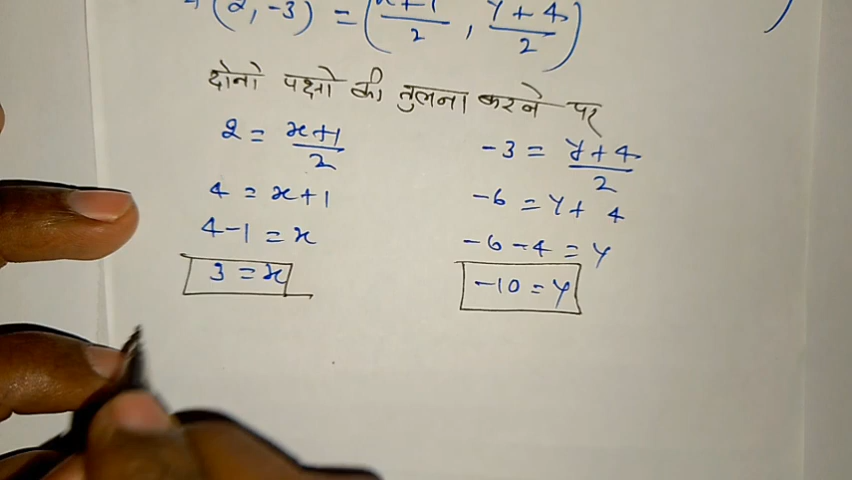 (2, -3) = (x+1/2, y+4/2)
दोनो पक्षो की तुलना करने पर
2 = x+1/2
4 = x+1
4-1 = x
3 = x
-3 = y+4/2
-6 = y+ 4
-6-4 = y
-10 = y